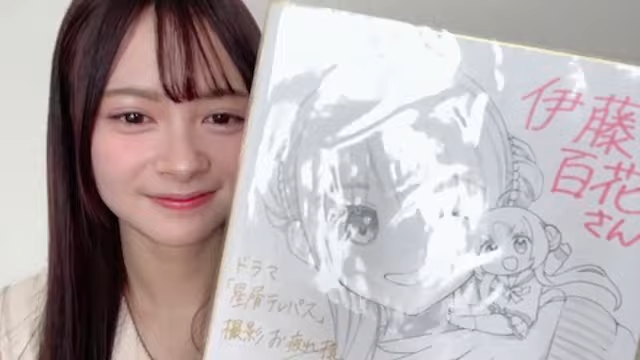 伊藤
百花
さん
ドラマ
「星屑テレパス」
撮影お疲れ様